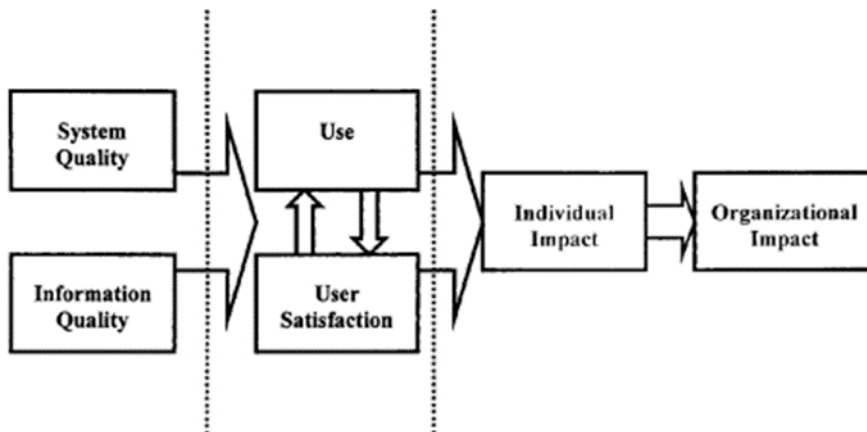 System
Quality
Information
Quality
Use
User
Satisfaction
Individual
Impact
Organizational
Impact